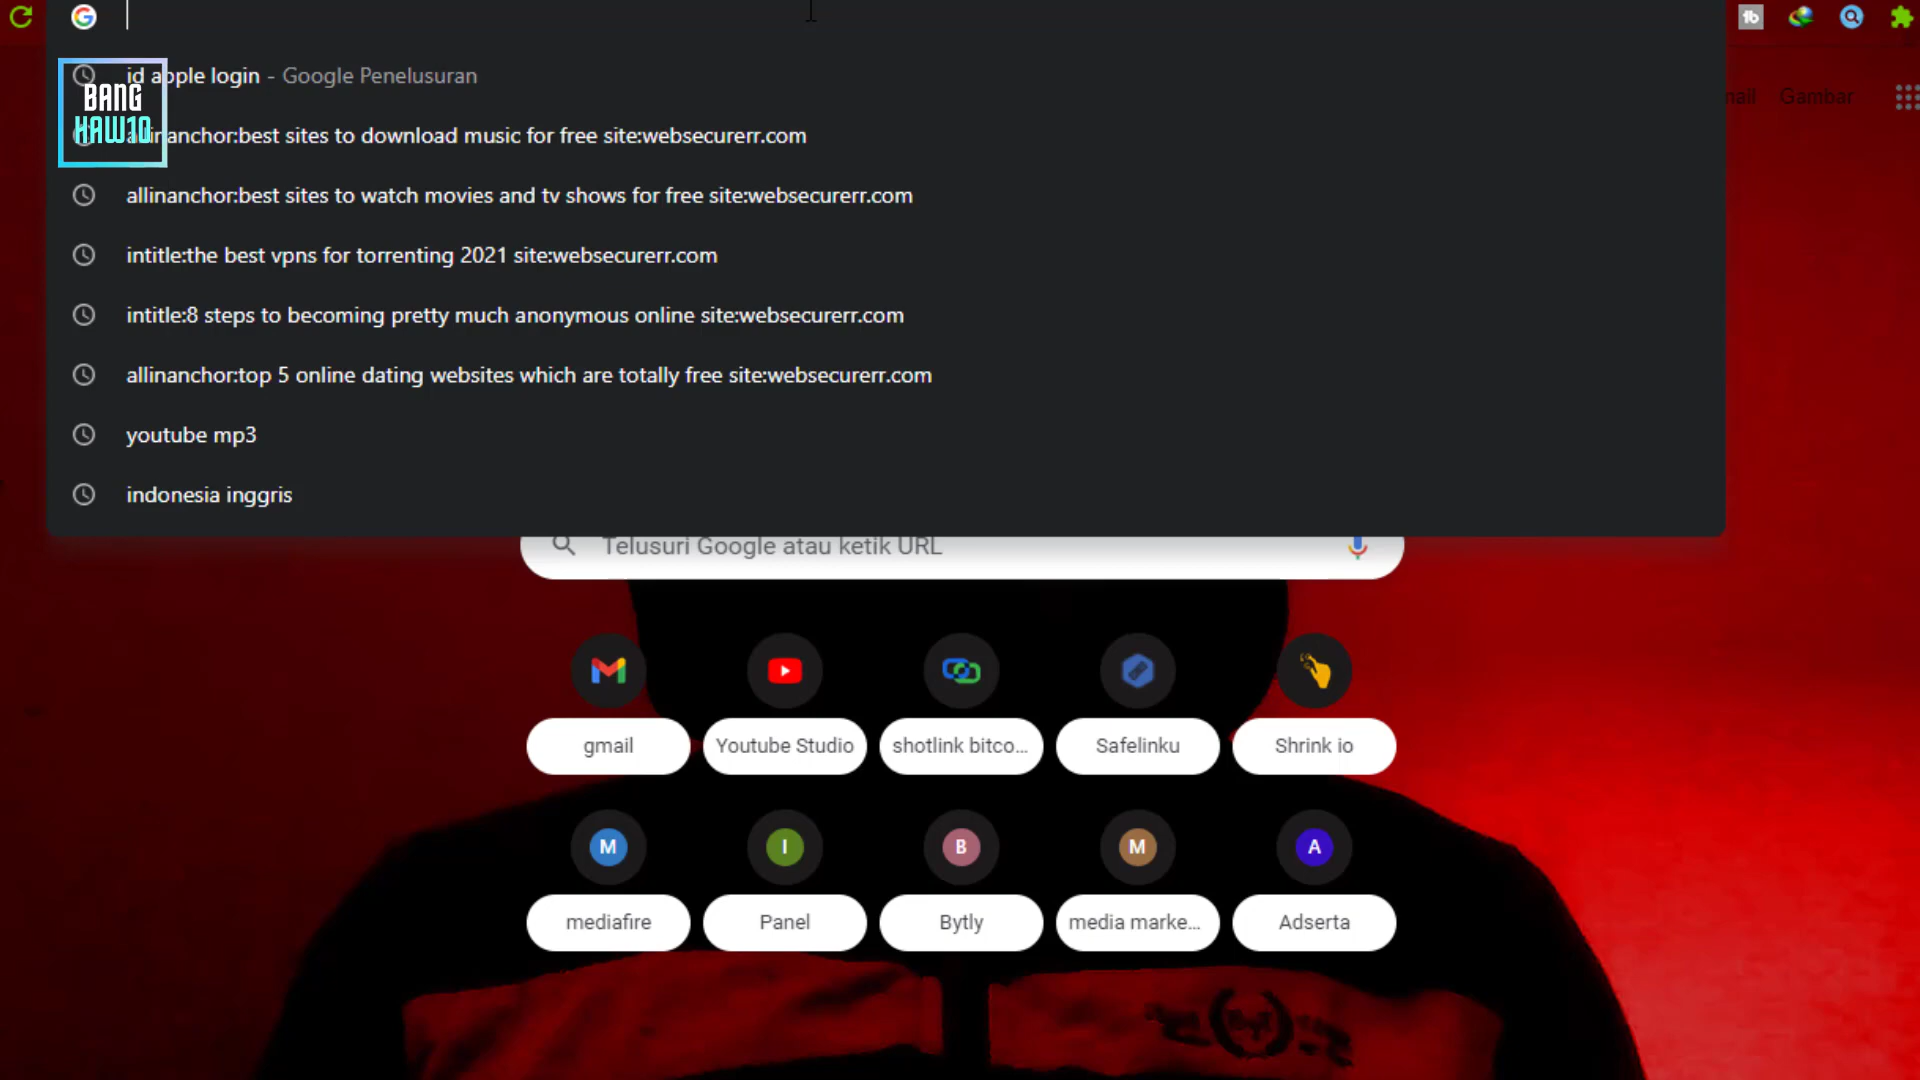 id apple login - Google Penelusuran
BANG
HAW10
allinanchor:best sites to download music for free site:websecurerr.com
allinanchor:best sites to watch movies and tv shows for free site:websecurerr.com
intitle:the best vpns for torrenting 2021 site:websecurerr.com
intitle:8 steps to becoming pretty much anonymous online site:websecurerr.com
allinanchor:top 5 online dating websites which are totally free site:websecurerr.com
youtube mp3
indonesia inggris
Gambar
Telusuri Google atau ketik URL
gmail
Youtube Studio
shotlink bitco...
Safelinku
Shrink io
M
I
B
M
A
mediafire
Panel
Bytly
media marke...
Adserta